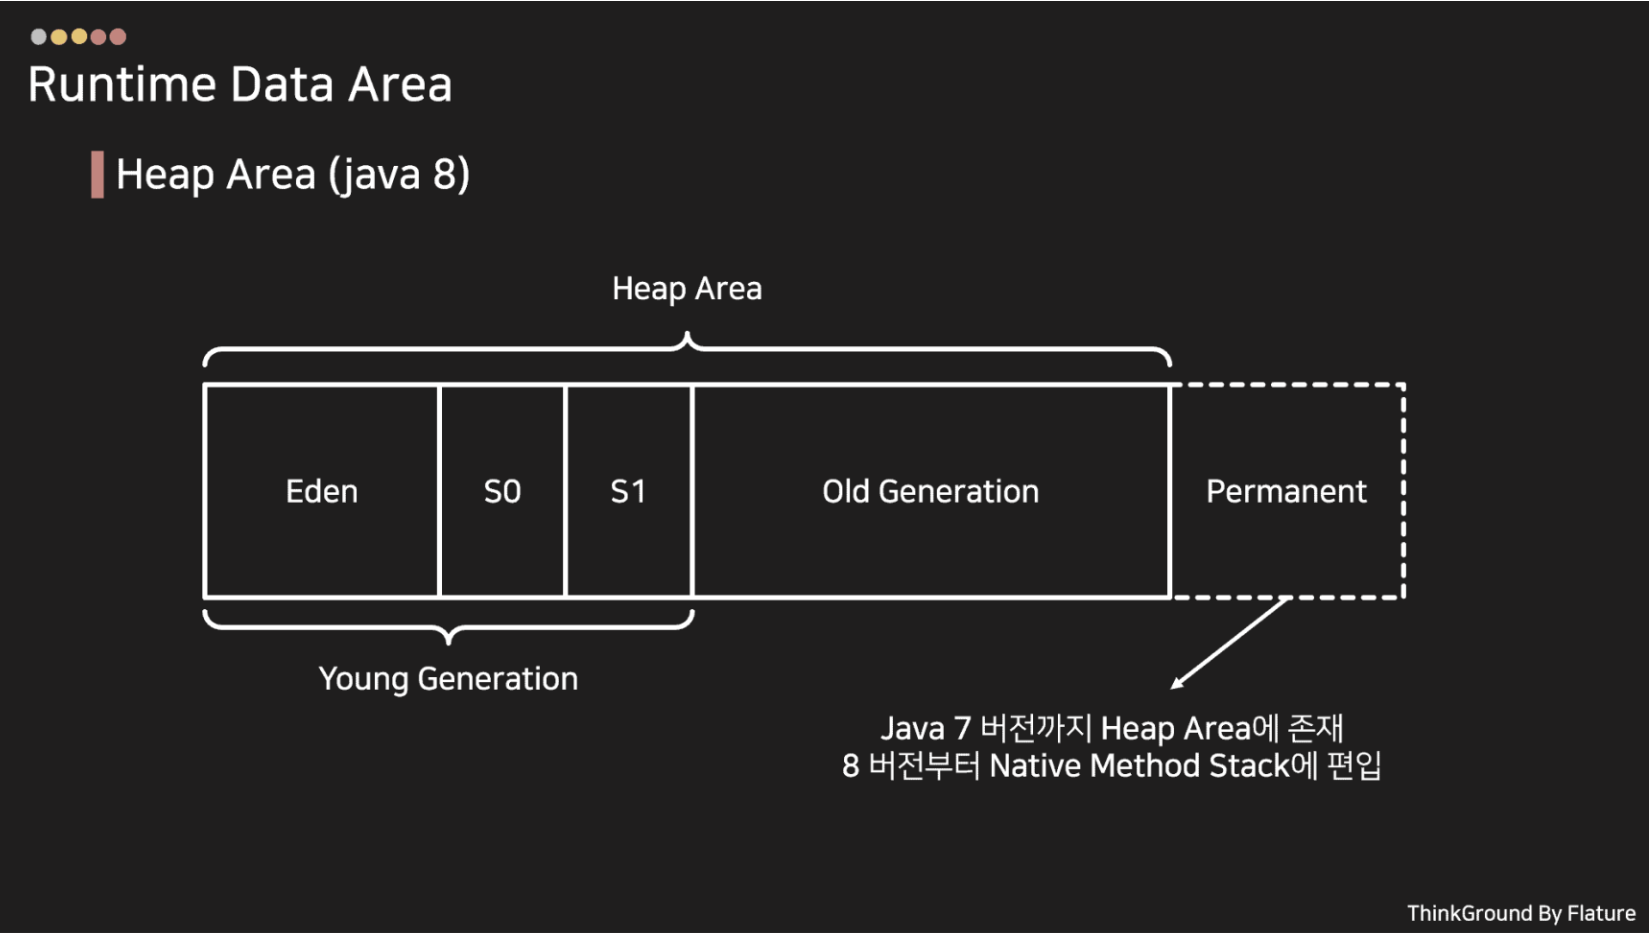 Runtime Data Area
Heap Area (java 8)
Heap Area
Eden
S0
S1
Old Generation
Permanent
Young Generation
Java 7 버전까지 Heap Area에 존재
8 버전부터 Native Method Stack에 편입
ThinkGround By Flature